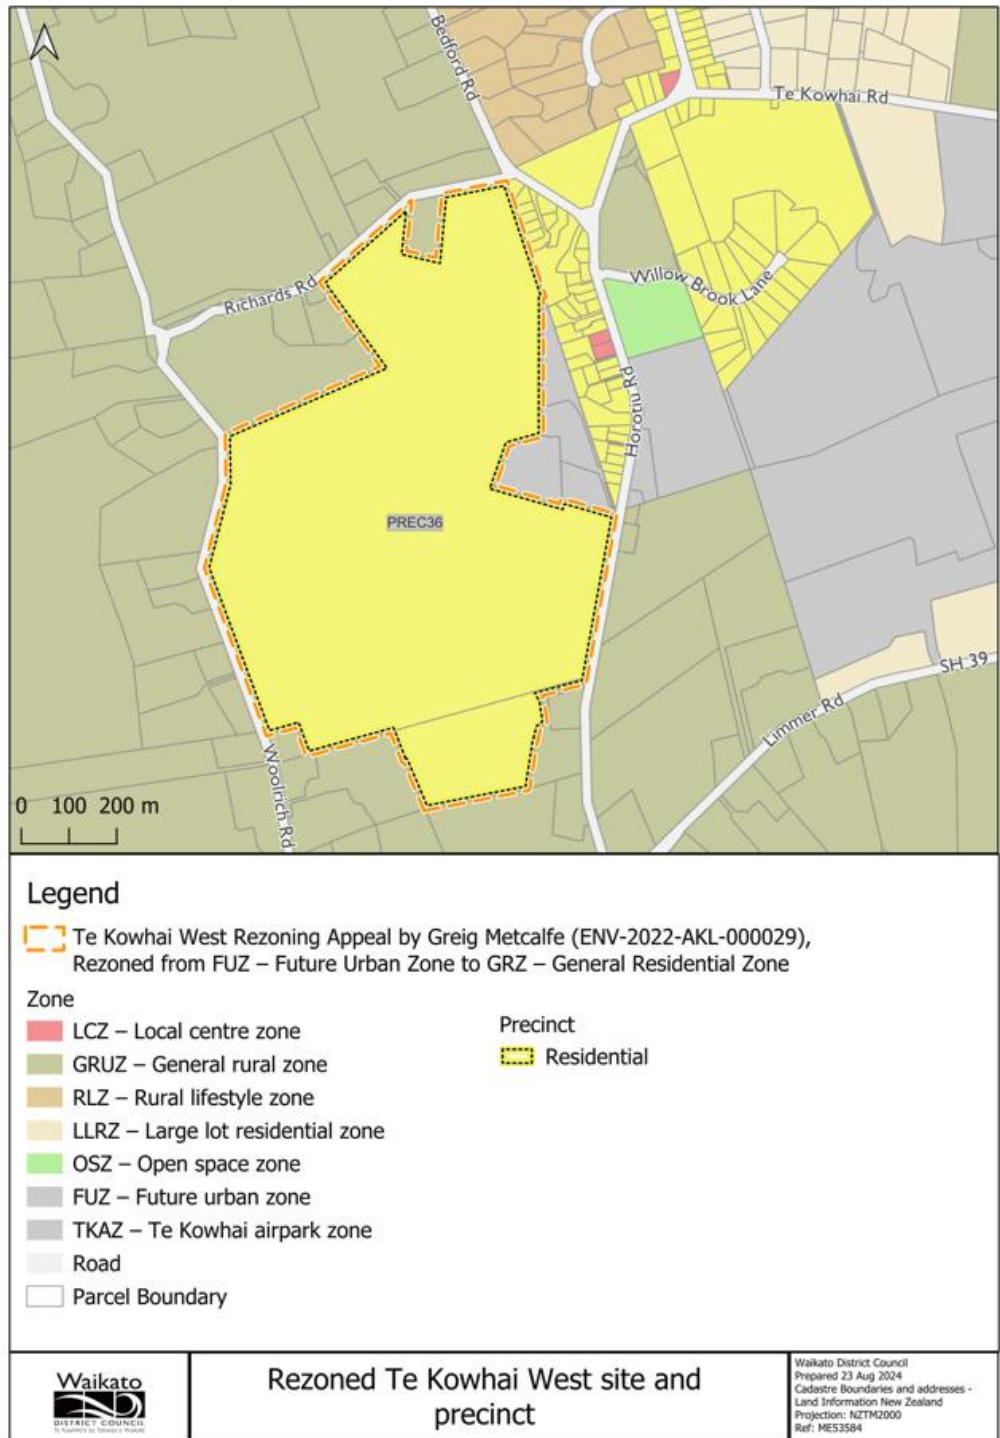 Bedford Rd
Te Kowhai Rd
Richards Rd
Willow Brook Lane
Horotiu Rd
PREC36
SH 39
Limmer Rd
Woolrich Rd
0 100 200 m
Legend
Te Kowhai West Rezoning Appeal by Greig Metcalfe (ENV-2022-AKL-000029),
Rezoned from FUZ – Future Urban Zone to GRZ – General Residential Zone
Zone
LCZ – Local centre zone
GRUZ – General rural zone
RLZ – Rural lifestyle zone
LLRZ – Large lot residential zone
OSZ – Open space zone
FUZ – Future urban zone
TKAZ – Te Kowhai airpark zone
Road
Parcel Boundary
Precinct
Residential
Waikato
DISTRICT COUNCIL
Rezoned Te Kowhai West site and
precinct
Waikato District Council
Prepared 23 Aug 2024
Cadastre Boundaries and addresses -
Land Information New Zealand
Projection: NZTM2000
Ref: ME53584